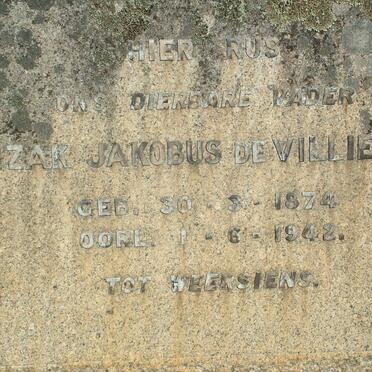 HIER RUS
ONS DIERBARE VADER
ZAK JAKOBUS DE VILLIE
GEB. 30 - 3 - 1874
OORL. 1 - 6 - 1942.
TOT WEERSIENS.